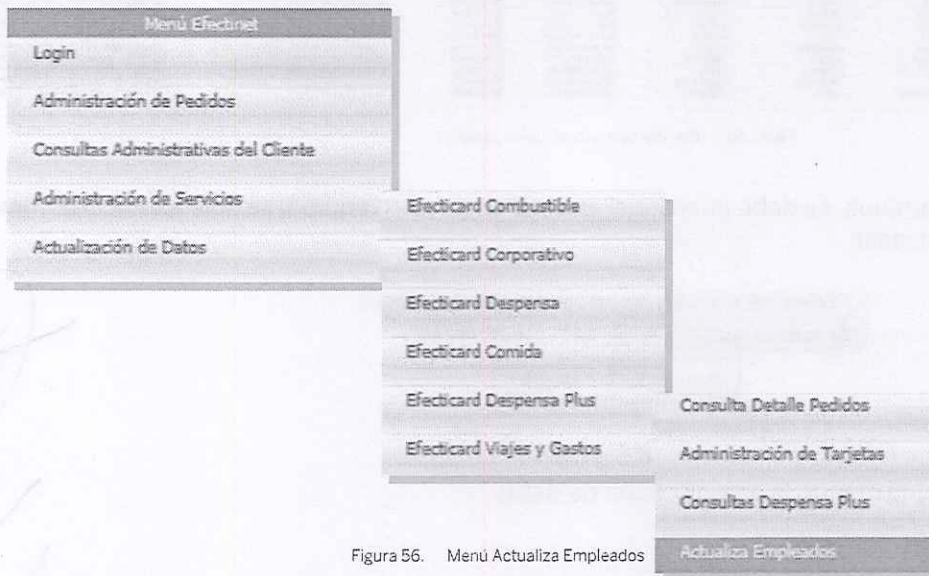 Menú Efectinet
Login
Administración de Pedidos
Consultas Administrativas del Cliente
Administración de Servicios
Actualización de Datos
Efecticard Combustible
Efecticard Corporativo
Efecticard Despensa
Efecticard Comida
Efecticard Despensa Plus
Efecticard Viajes y Gastos
Consulta Detalle Pedidos
Administración de Tarjetas
Consultas Despensa Plus
Actualiza Empleados
Figura 56. Menú Actualiza Empleados